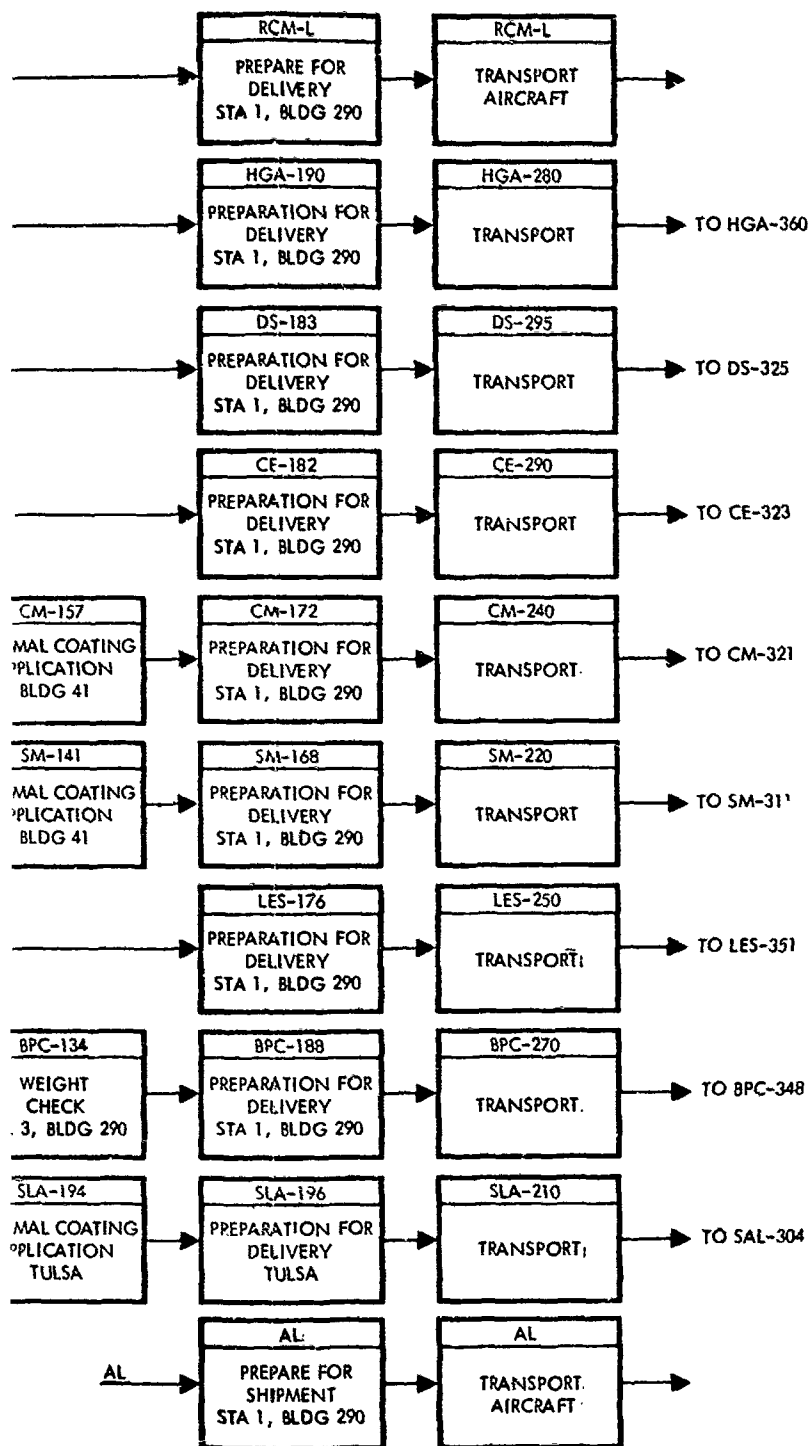 RCM-L
PREPARE FOR
DELIVERY
STA 1, BLDG 290
RCM-L
TRANSPORT
AIRCRAFT
HGA-190
PREPARATION FOR
DELIVERY
STA 1, BLDG 290
HGA-280
TRANSPORT
TO HGA-360
DS-183
PREPARATION FOR
DELIVERY
STA 1, BLDG 290
DS-295
TRANSPORT
TO DS-325
CE-182
PREPARATION FOR
DELIVERY
STA 1, BLDG 290
CE-290
TRANSPORT
TO CE-323
CM-157
MAL COATING
PPLICATION
BLDG 41
CM-172
PREPARATION FOR
DELIVERY
STA 1, BLDG 290
CM-240
TRANSPORT
TO CM-321
SM-141
MAL COATING
PPLICATION
BLDG 41
SM-168
PREPARATION FOR
DELIVERY
STA 1, BLDG 290
SM-220
TRANSPORT
TO SM-311
LES-176
PREPARATION FOR
DELIVERY
STA 1, BLDG 290
LES-250
TRANSPORT
TO LES-351
BPC-134
WEIGHT
CHECK
. 3, BLDG 290
BPC-188
PREPARATION FOR
DELIVERY
STA 1, BLDG 290
BPC-270
TRANSPORT.
TO BPC-348
SLA-194
MAL COATING
PPLICATION
TULSA
SLA-196
PREPARATION FOR
DELIVERY
TULSA
SLA-210
TRANSPORT
TO SAL-304
AL
AL
PREPARE FOR
SHIPMENT
STA 1, BLDG 290
AL
TRANSPORT.
AIRCRAFT